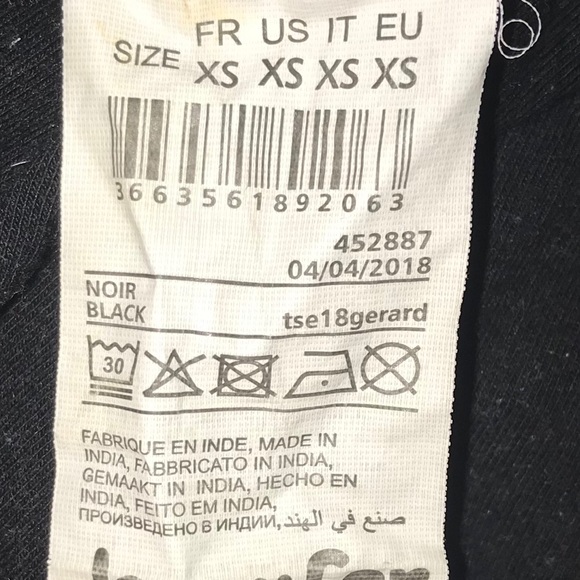 FR US IT EU
SIZE XS XS XS XS
3663561892063
452887
04/04/2018
NOIR
BLACK
tse18gerard
30
FABRIQUE EN INDE, MADE IN
INDIA, FABBRICATO IN INDIA,
GEMAAKT IN INDIA, HECHO EN
INDIA, FEITO EM INDIA,
ПРОИЗВЕДЕНО В ИНДИИ, صنع في الهند